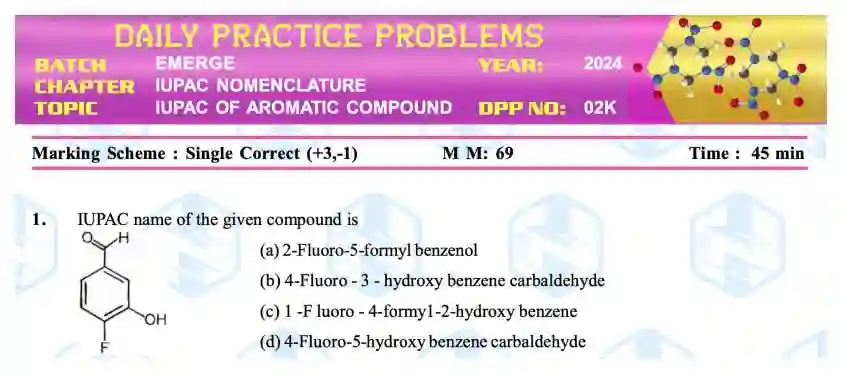 DAILY PRACTICE PROBLEMS
BATCH EMERGE YEAR: 2024
CHAPTER IUPAC NOMENCLATURE
TOPIC IUPAC OF AROMATIC COMPOUND DPP NO: 02K
Marking Scheme : Single Correct (+3,-1) M M: 69 Time : 45 min
1. IUPAC name of the given compound is
O H
(a) 2-Fluoro-5-formyl benzenol
(b) 4-Fluoro - 3 - hydroxy benzene carbaldehyde
(c) 1 -F luoro - 4-formy1-2-hydroxy benzene
OH
(d) 4-Fluoro-5-hydroxy benzene carbaldehyde
F